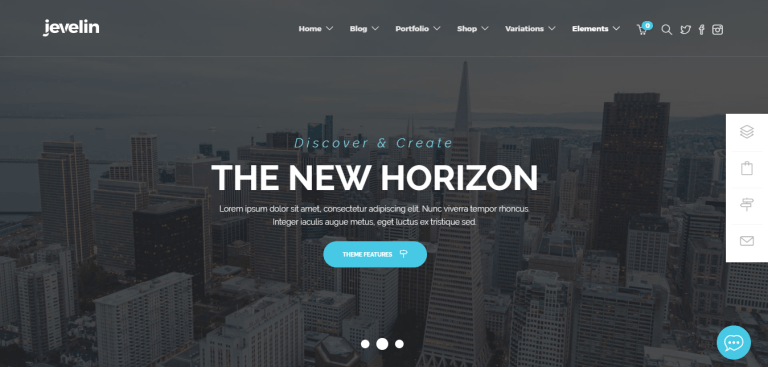 jevelin
Home Blog Portfolio Shop Variations Elements 0
Discover & Create
THE NEW HORIZON
Lorem ipsum dolor sit amet, consectetur adipiscing elit. Nunc viverra tempor rhoncus.
Integer iaculis augue metus, eget luctus ex tristique sed.
THEME FEATURES